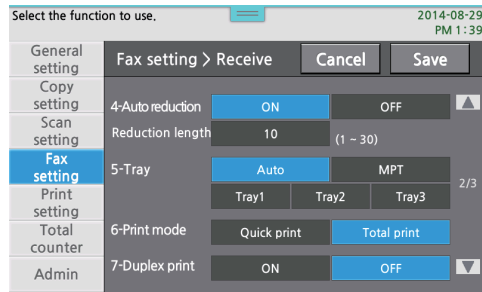 Select the function to use.
2014-08-29
PM 1:39
General
setting
Copy
setting
Scan
setting
Fax
setting
Print
setting
Total
counter
Admin
Fax setting > Receive
Cancel
Save
4-Auto reduction
ON
OFF
Reduction length
10
(1 ~ 30)
5-Tray
Auto
MPT
2/3
Tray1
Tray2
Tray3
6-Print mode
Quick print
Total print
7-Duplex print
ON
OFF